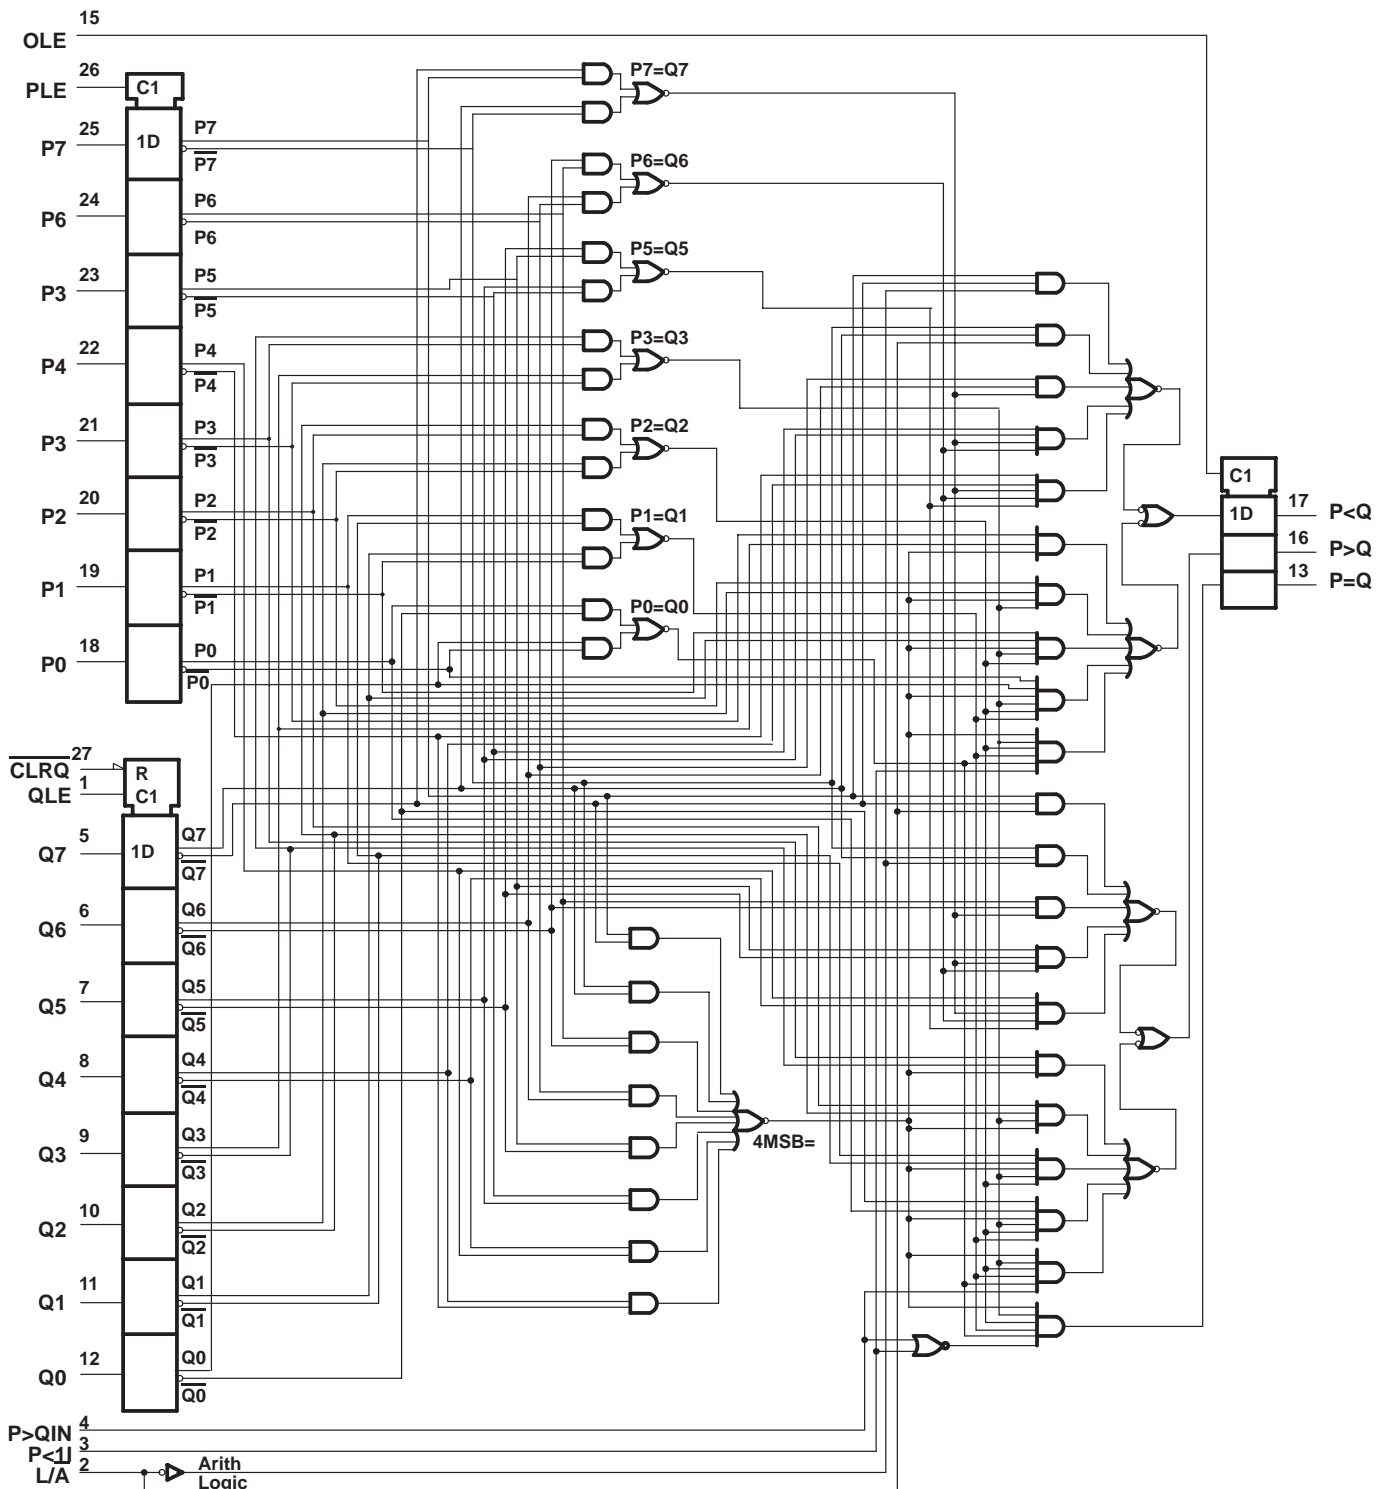 15
OLE
26
PLE
C1
25
P7
1D
P7
P7
24
P6
P6
P6
23
P3
P5
P5
22
P4
P4
P4
21
P3
P3
P3
20
P2
P2
P2
19
P1
P1
P1
18
P0
P0
P0
P7=Q7
P6=Q6
P5=Q5
P3=Q3
P2=Q2
P1=Q1
P0=Q0
C1
1D
17
P<Q
16
P>Q
13
P=Q
CLRQ
27
R
QLE
1
C1
5
Q7
1D
Q7
Q7
6
Q6
Q6
Q6
7
Q5
Q5
Q5
8
Q4
Q4
Q4
9
Q3
Q3
Q3
10
Q2
Q2
Q2
11
Q1
Q1
Q1
12
Q0
Q0
Q0
4MSB=
P>QIN
4
3
L/A
2
Arith
Logic